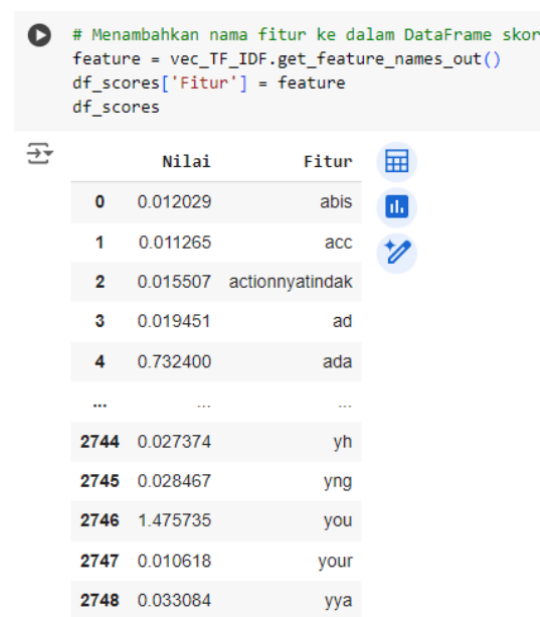 # Menambahkan nama fitur ke dalam DataFrame skor
feature = vec_TF_IDF.get_feature_names_out()
df_scores['Fitur'] = feature
df_scores
Nilai Fitur
0 0.012029 abis
1 0.011265 acc
2 0.015507 actionnyatindak
3 0.019451 ad
4 0.732400 ada
... ... ...
2744 0.027374 yh
2745 0.028467 yng
2746 1.475735 you
2747 0.010618 your
2748 0.033084 yya